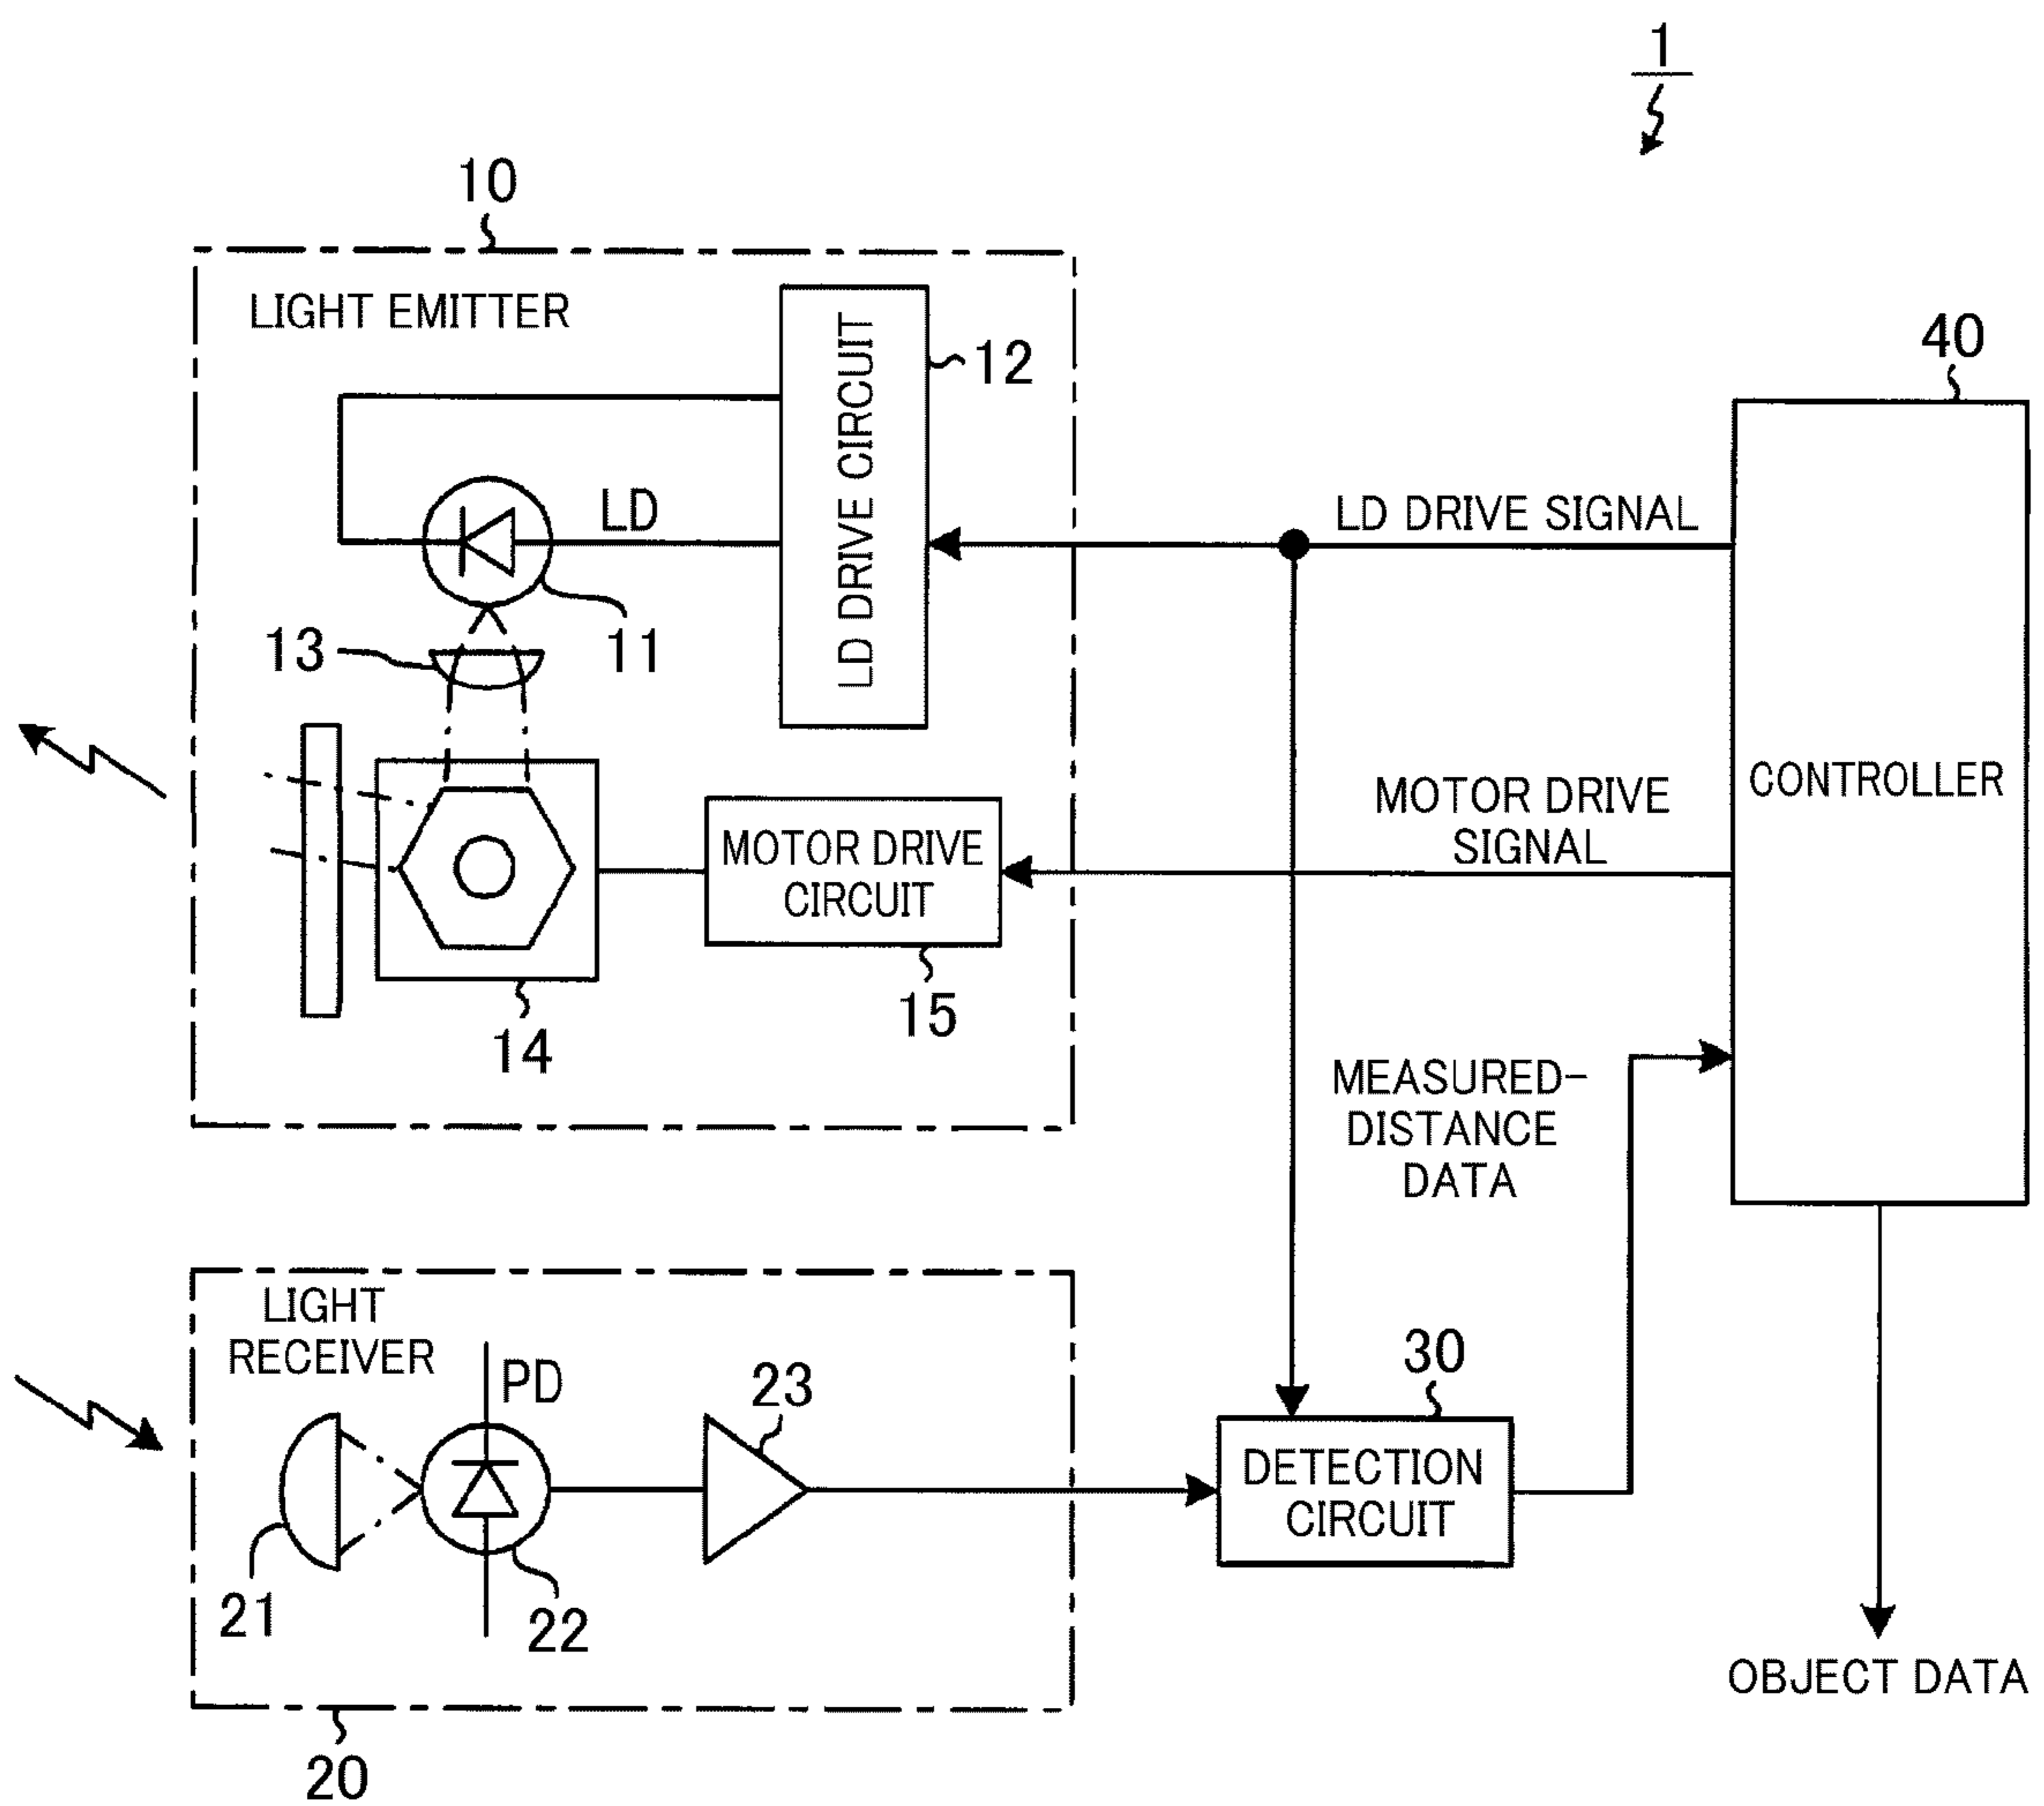 1
10
LIGHT EMITTER
LD DRIVE CIRCUIT
12
40
LD
LD DRIVE SIGNAL
11
13
CONTROLLER
MOTOR DRIVE
SIGNAL
MOTOR DRIVE
CIRCUIT
15
14
MEASURED-
DISTANCE
DATA
LIGHT
RECEIVER
PD
23
30
DETECTION
CIRCUIT
21
22
OBJECT DATA
20